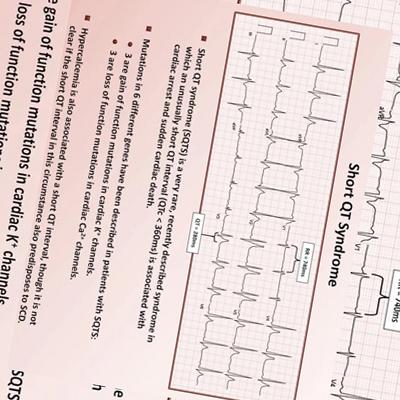 Short QT Syndrome
RR = 740ms
QT = 280ms
Short QT syndrome (SQTS) is a very rare, recently described syndrome in
which an unusually short QT interval (QTc < 360ms) is associated with
cardiac arrest and sudden cardiac death.
Mutations in 6 different genes have been described in patients with SQTS:
3 are gain of function mutations in cardiac K⁺ channels.
3 are loss of function mutations in cardiac Ca²⁺ channels.
Hypercalcemia is also associated with a short QT interval, though it is not
clear if the short QT interval in this circumstance also predisposes to SCD.
gain of function mutations in cardiac K⁺ channels
loss of function mutations
SQTS
740ms
aVR
V1